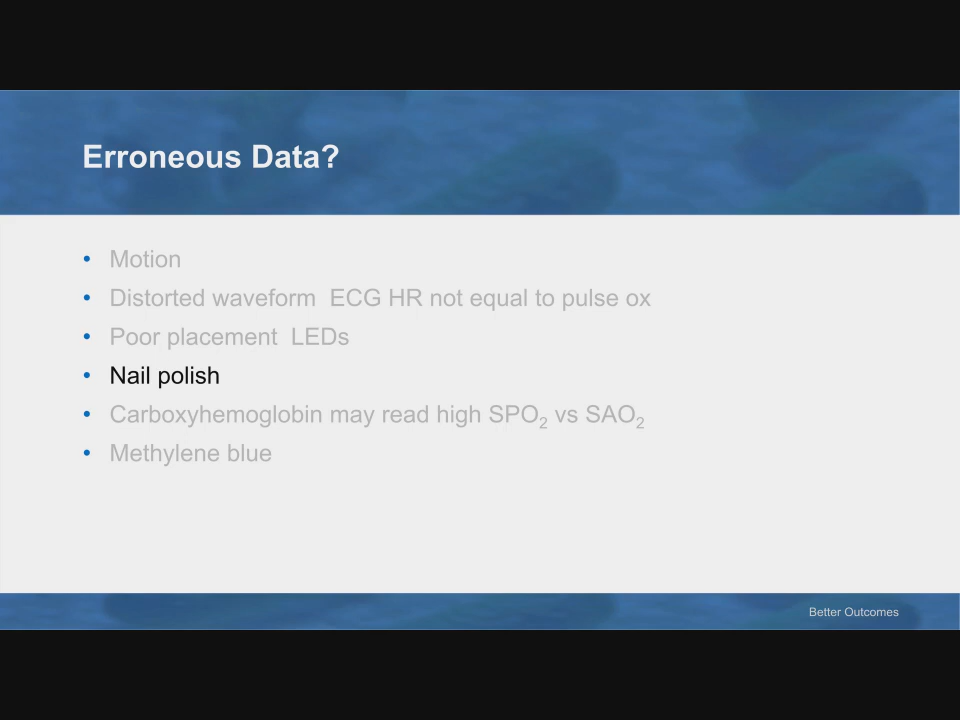 Erroneous Data?
• Motion
• Distorted waveform  ECG HR not equal to pulse ox
• Poor placement  LEDs
• Nail polish
• Carboxyhemoglobin may read high SPO₂ vs SAO₂
• Methylene blue
Better Outcomes